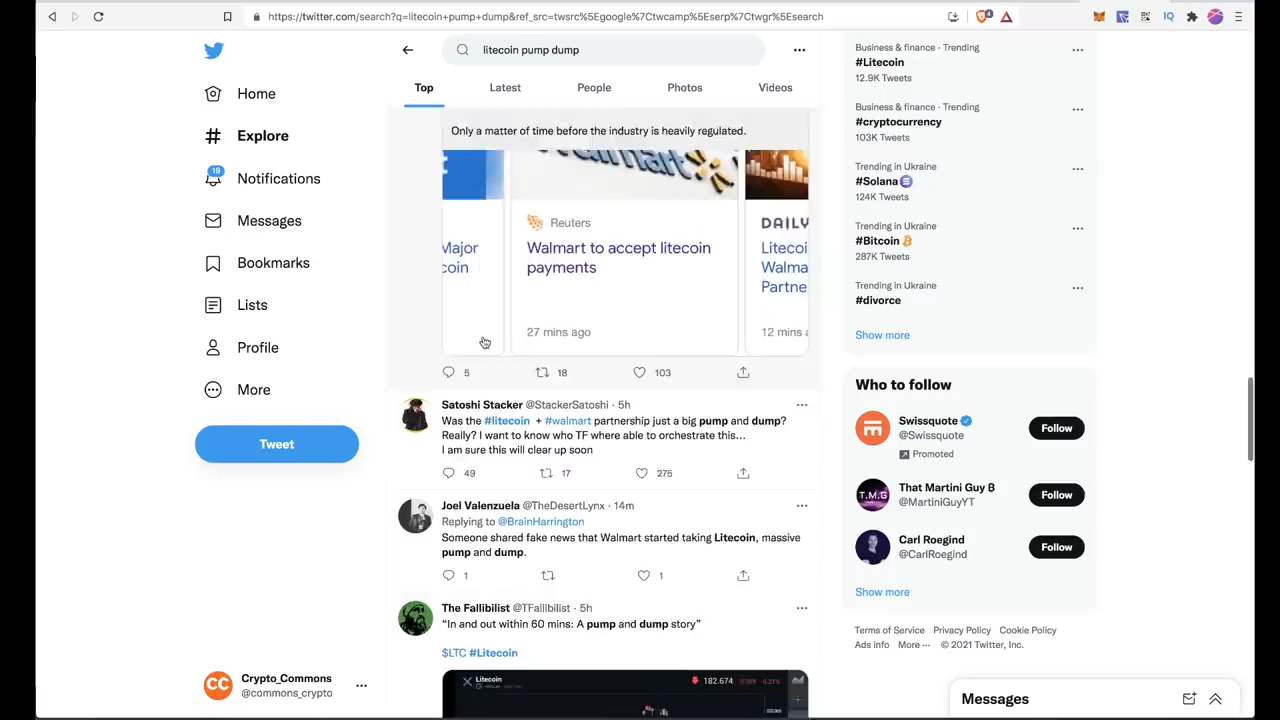 https://twitter.com/search?q=litecoin+pump+dump&ref_src=twsrc%5Egoogle%7Ctwcamp%5Eserp%7Ctwgr%5Esearch
4
IQ
Home
Explore
19
Notifications
Messages
Bookmarks
Lists
Profile
More
Tweet
CC
Crypto_Commons
@commons_crypto
litecoin pump dump
Top
Latest
People
Photos
Videos
Only a matter of time before the industry is heavily regulated.
Major
coin
Reuters
Walmart to accept litecoin
payments
27 mins ago
DAILY
Litecoi
Walma
Partne
12 mins a
5
18
103
Satoshi Stacker @StackerSatoshi · 5h
Was the #litecoin + #walmart partnership just a big pump and dump?
Really? I want to know who TF where able to orchestrate this...
I am sure this will clear up soon
49
17
275
Joel Valenzuela @TheDesertLynx · 14m
Replying to @BrainHarrington
Someone shared fake news that Walmart started taking Litecoin, massive
pump and dump.
1
1
The Fallibilist @TFallibilist · 5h
“In and out within 60 mins: A pump and dump story”
$LTC #Litecoin
Litecoin
182.674
Business & finance · Trending
#Litecoin
12.9K Tweets
Business & finance · Trending
#cryptocurrency
103K Tweets
Trending in Ukraine
#Solana
124K Tweets
Trending in Ukraine
#Bitcoin
287K Tweets
Trending in Ukraine
#divorce
Show more
Who to follow
Swissquote
@Swissquote
Promoted
Follow
T.M.G
That Martini Guy ₿
@MartiniGuyYT
Follow
Carl Roegind
@CarlRoegind
Follow
Show more
Terms of Service Privacy Policy Cookie Policy
Ads info More ··· © 2021 Twitter, Inc.
Messages